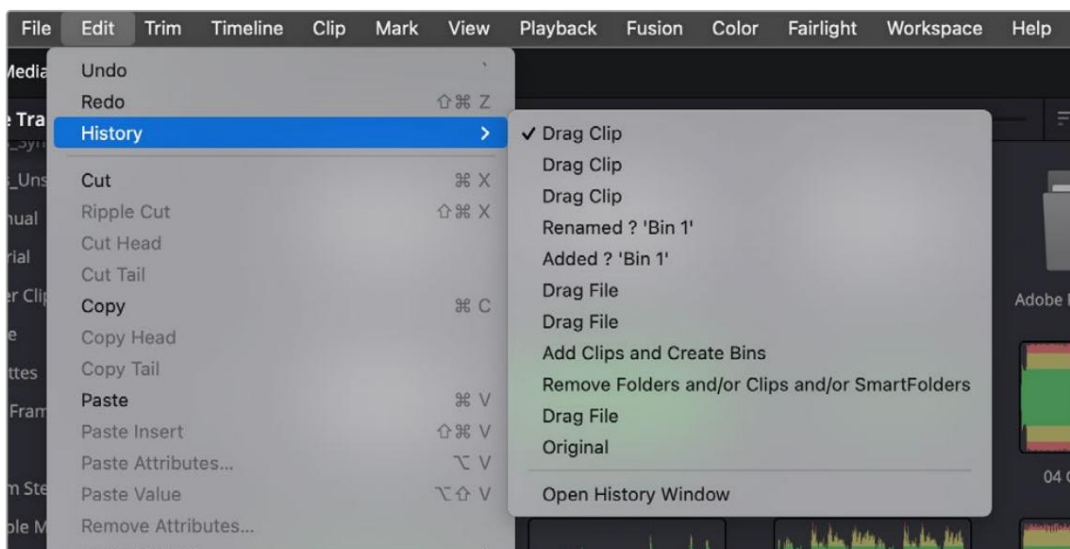 File Edit Trim Timeline Clip Mark View Playback Fusion Color Fairlight Workspace Help
Undo `
Redo ⇧⌘ Z
History >
✓ Drag Clip
Drag Clip
Drag Clip
Renamed ? 'Bin 1'
Added ? 'Bin 1'
Drag File
Drag File
Add Clips and Create Bins
Remove Folders and/or Clips and/or SmartFolders
Drag File
Original
Open History Window
Cut ⌘ X
Ripple Cut ⇧⌘ X
Cut Head
Cut Tail
Copy ⌘ C
Copy Head
Copy Tail
Paste ⌘ V
Paste Insert ⇧⌘ V
Paste Attributes... ⌥ V
Paste Value ⌥⇧ V
Remove Attributes...
Adobe
04